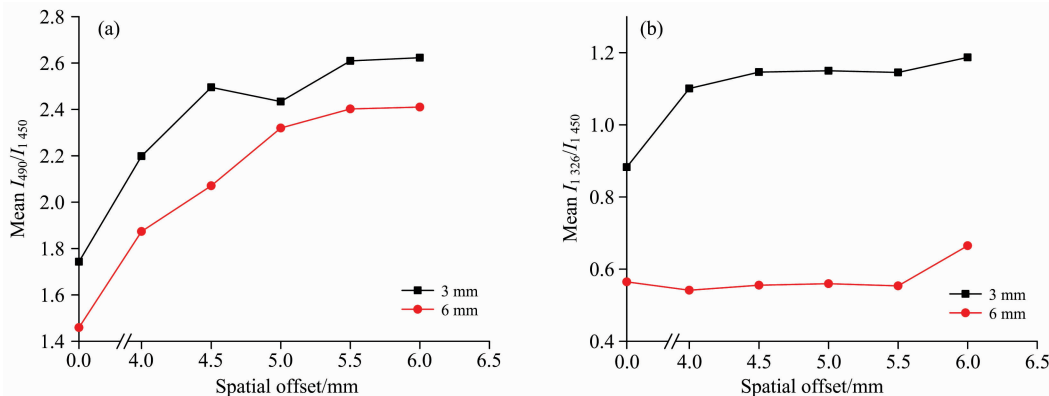 (a)
2.8
2.6
2.4
2.2
2.0
1.8
1.6
1.4
Mean I490/I1 450
0.0 4.0 4.5 5.0 5.5 6.0 6.5
Spatial offset/mm
3 mm
6 mm
(b)
1.2
1.0
0.8
0.6
0.4
Mean I1 326/I1 450
0.0 4.0 4.5 5.0 5.5 6.0 6.5
Spatial offset/mm
3 mm
6 mm